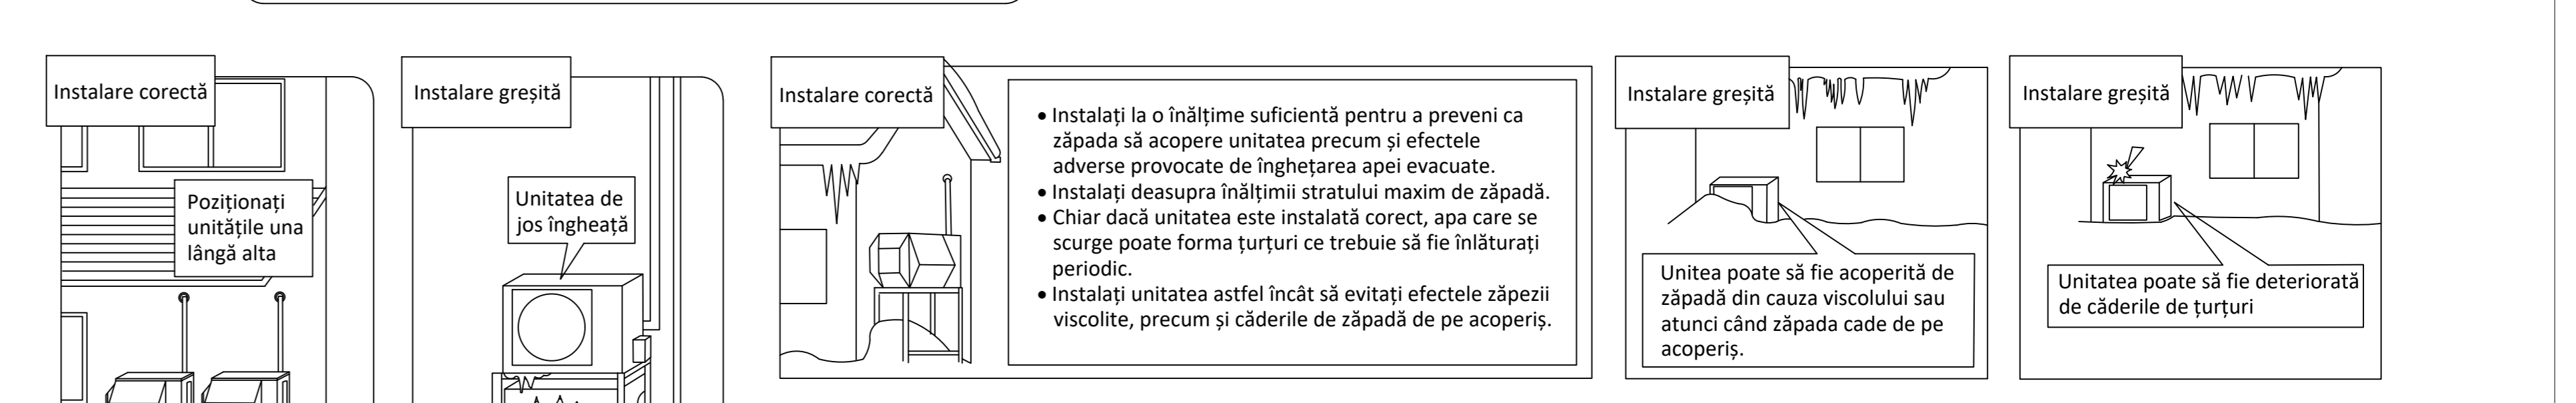 Instalare corectă
Poziționați
unitățile una
lângă alta
Instalare greșită
Unitatea de
jos îngheață
Instalare corectă
• Instalați la o înălțime suficientă pentru a preveni ca
zăpada să acopere unitatea precum și efectele
adverse provocate de înghețarea apei evacuate.
• Instalați deasupra înălțimii stratului maxim de zăpadă.
• Chiar dacă unitatea este instalată corect, apa care se
scurge poate forma țurțuri ce trebuie să fie înlăturați
periodic.
• Instalați unitatea astfel încât să evitați efectele zăpezii
viscolite, precum și căderile de zăpadă de pe acoperiș.
Instalare greșită
Unitea poate să fie acoperită de
zăpadă din cauza viscolului sau
atunci când zăpada cade de pe
acoperiș.
Instalare greșită
Unitatea poate să fie deteriorată
de căderile de țurțuri